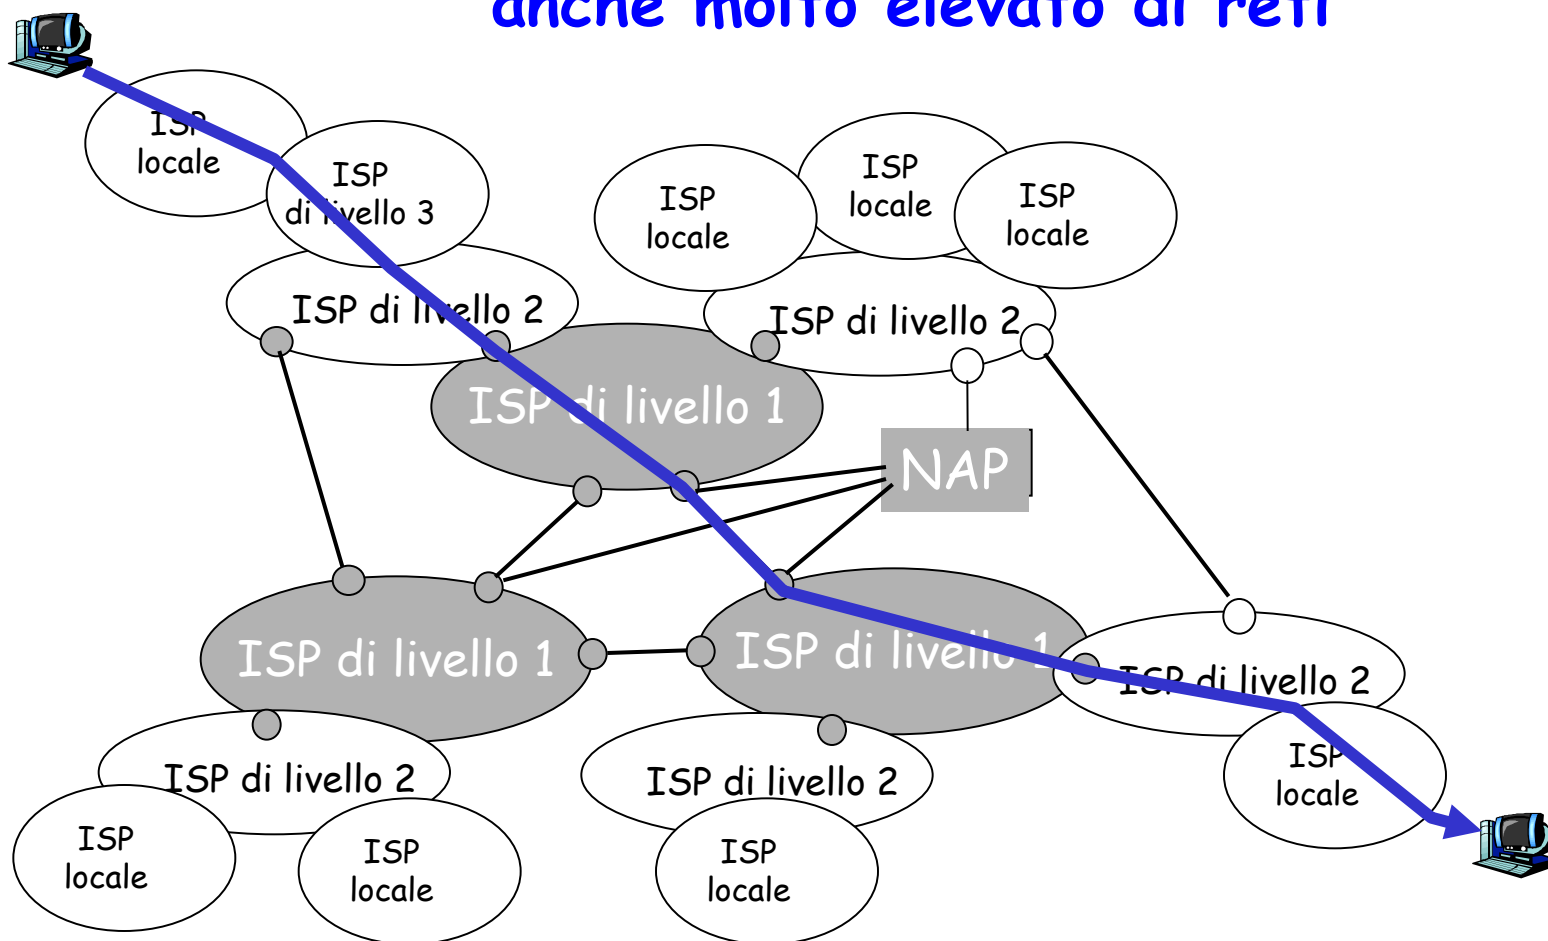 anche molto elevato di reti
ISP
locale
ISP
di livello 3
ISP
locale
ISP
locale
ISP
locale
ISP di livello 2
ISP di livello 2
ISP di livello 1
NAP
ISP di livello 1
ISP di livello 1
ISP di livello 2
ISP
locale
ISP di livello 2
ISP di livello 2
ISP
locale
ISP
locale
ISP
locale